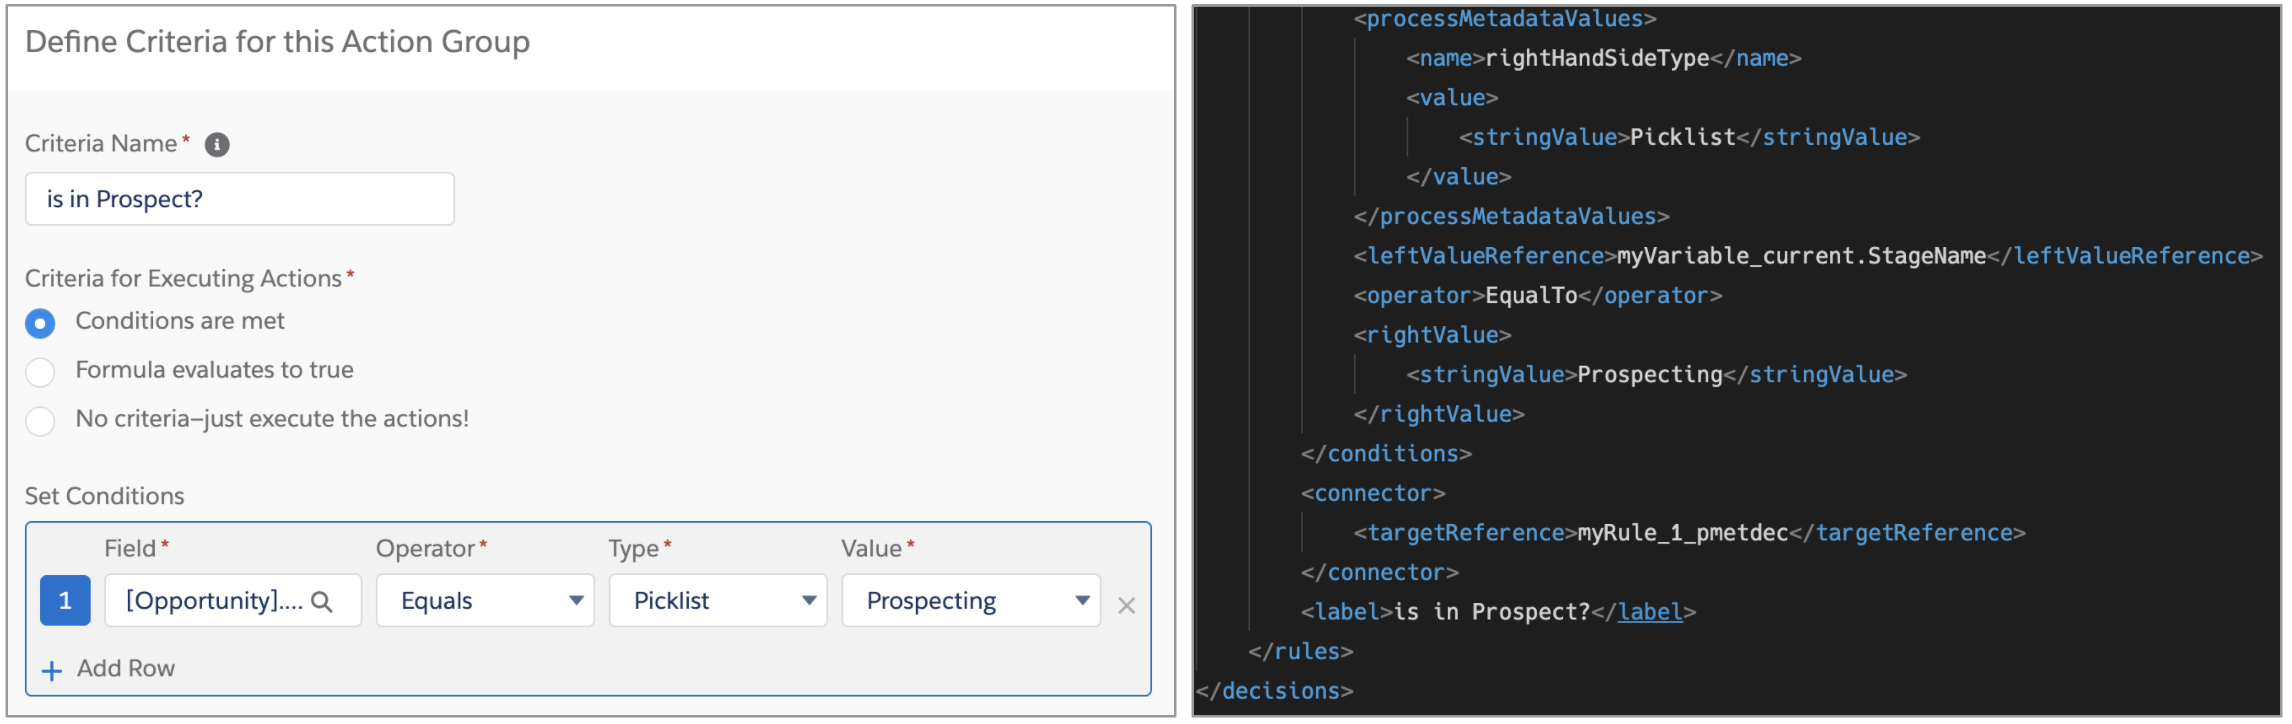 Define Criteria for this Action Group
Criteria Name*
is in Prospect?
Criteria for Executing Actions*
Conditions are met
Formula evaluates to true
No criteria–just execute the actions!
Set Conditions
Field* Operator* Type* Value*
1 [Opportunity].... Equals Picklist Prospecting
+ Add Row
<processMetadataValues>
<name>rightHandSideType</name>
<value>
<stringValue>Picklist</stringValue>
</value>
</processMetadataValues>
<leftValueReference>myVariable_current.StageName</leftValueReference>
<operator>EqualTo</operator>
<rightValue>
<stringValue>Prospecting</stringValue>
</rightValue>
</conditions>
<connector>
<targetReference>myRule_1_pmetdec</targetReference>
</connector>
<label>is in Prospect?</label>
</rules>
</decisions>